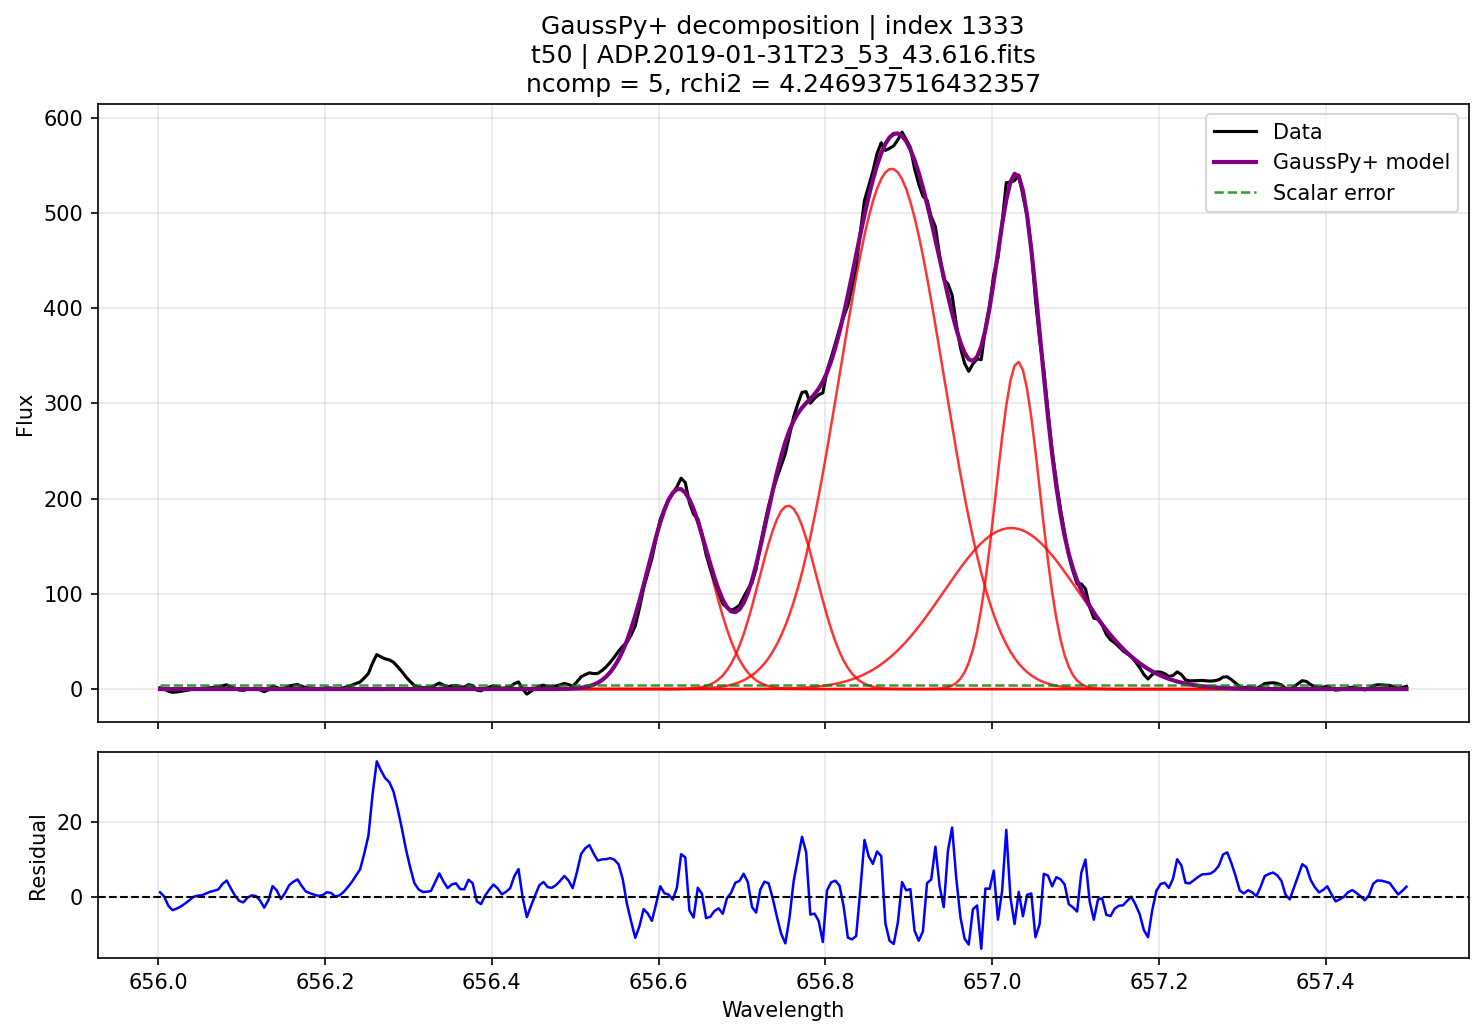 GaussPy+ decomposition | index 1333
t50 | ADP.2019-01-31T23_53_43.616.fits
ncomp = 5, rchi2 = 4.246937516432357
Data
GaussPy+ model
Scalar error
600
500
400
300
200
100
0
Flux
20
0
Residual
656.0 656.2 656.4 656.6 656.8 657.0 657.2 657.4
Wavelength